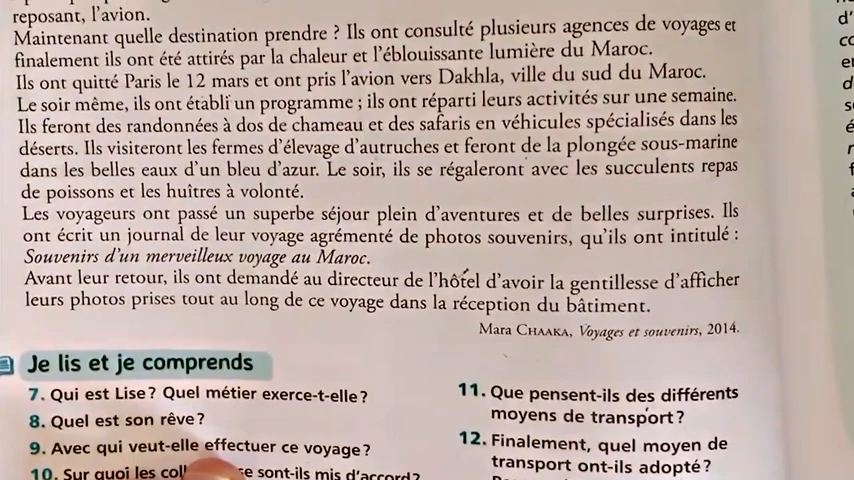 reposant, l'avion.
Maintenant quelle destination prendre ? Ils ont consulté plusieurs agences de voyages et
finalement ils ont été attirés par la chaleur et l'éblouissante lumière du Maroc.
Ils ont quitté Paris le 12 mars et ont pris l'avion vers Dakhla, ville du sud du Maroc.
Le soir même, ils ont établi un programme ; ils ont réparti leurs activités sur une semaine.
Ils feront des randonnées à dos de chameau et des safaris en véhicules spécialisés dans les
déserts. Ils visiteront les fermes d'élevage d'autruches et feront de la plongée sous-marine
dans les belles eaux d'un bleu d'azur. Le soir, ils se régaleront avec les succulents repas
de poissons et les huîtres à volonté.
Les voyageurs ont passé un superbe séjour plein d'aventures et de belles surprises. Ils
ont écrit un journal de leur voyage agrémenté de photos souvenirs, qu'ils ont intitulé :
Souvenirs d'un merveilleux voyage au Maroc.
Avant leur retour, ils ont demandé au directeur de l'hôtel d'avoir la gentillesse d'afficher
leurs photos prises tout au long de ce voyage dans la réception du bâtiment.
Mara CHAAKA, Voyages et souvenirs, 2014.
Je lis et je comprends
7. Qui est Lise ? Quel métier exerce-t-elle ?
8. Quel est son rêve ?
9. Avec qui veut-elle effectuer ce voyage ?
10. Sur quoi les sont-ils mis d'accord ?
11. Que pensent-ils des différents
moyens de transport ?
12. Finalement, quel moyen de
transport ont-ils adopté ?